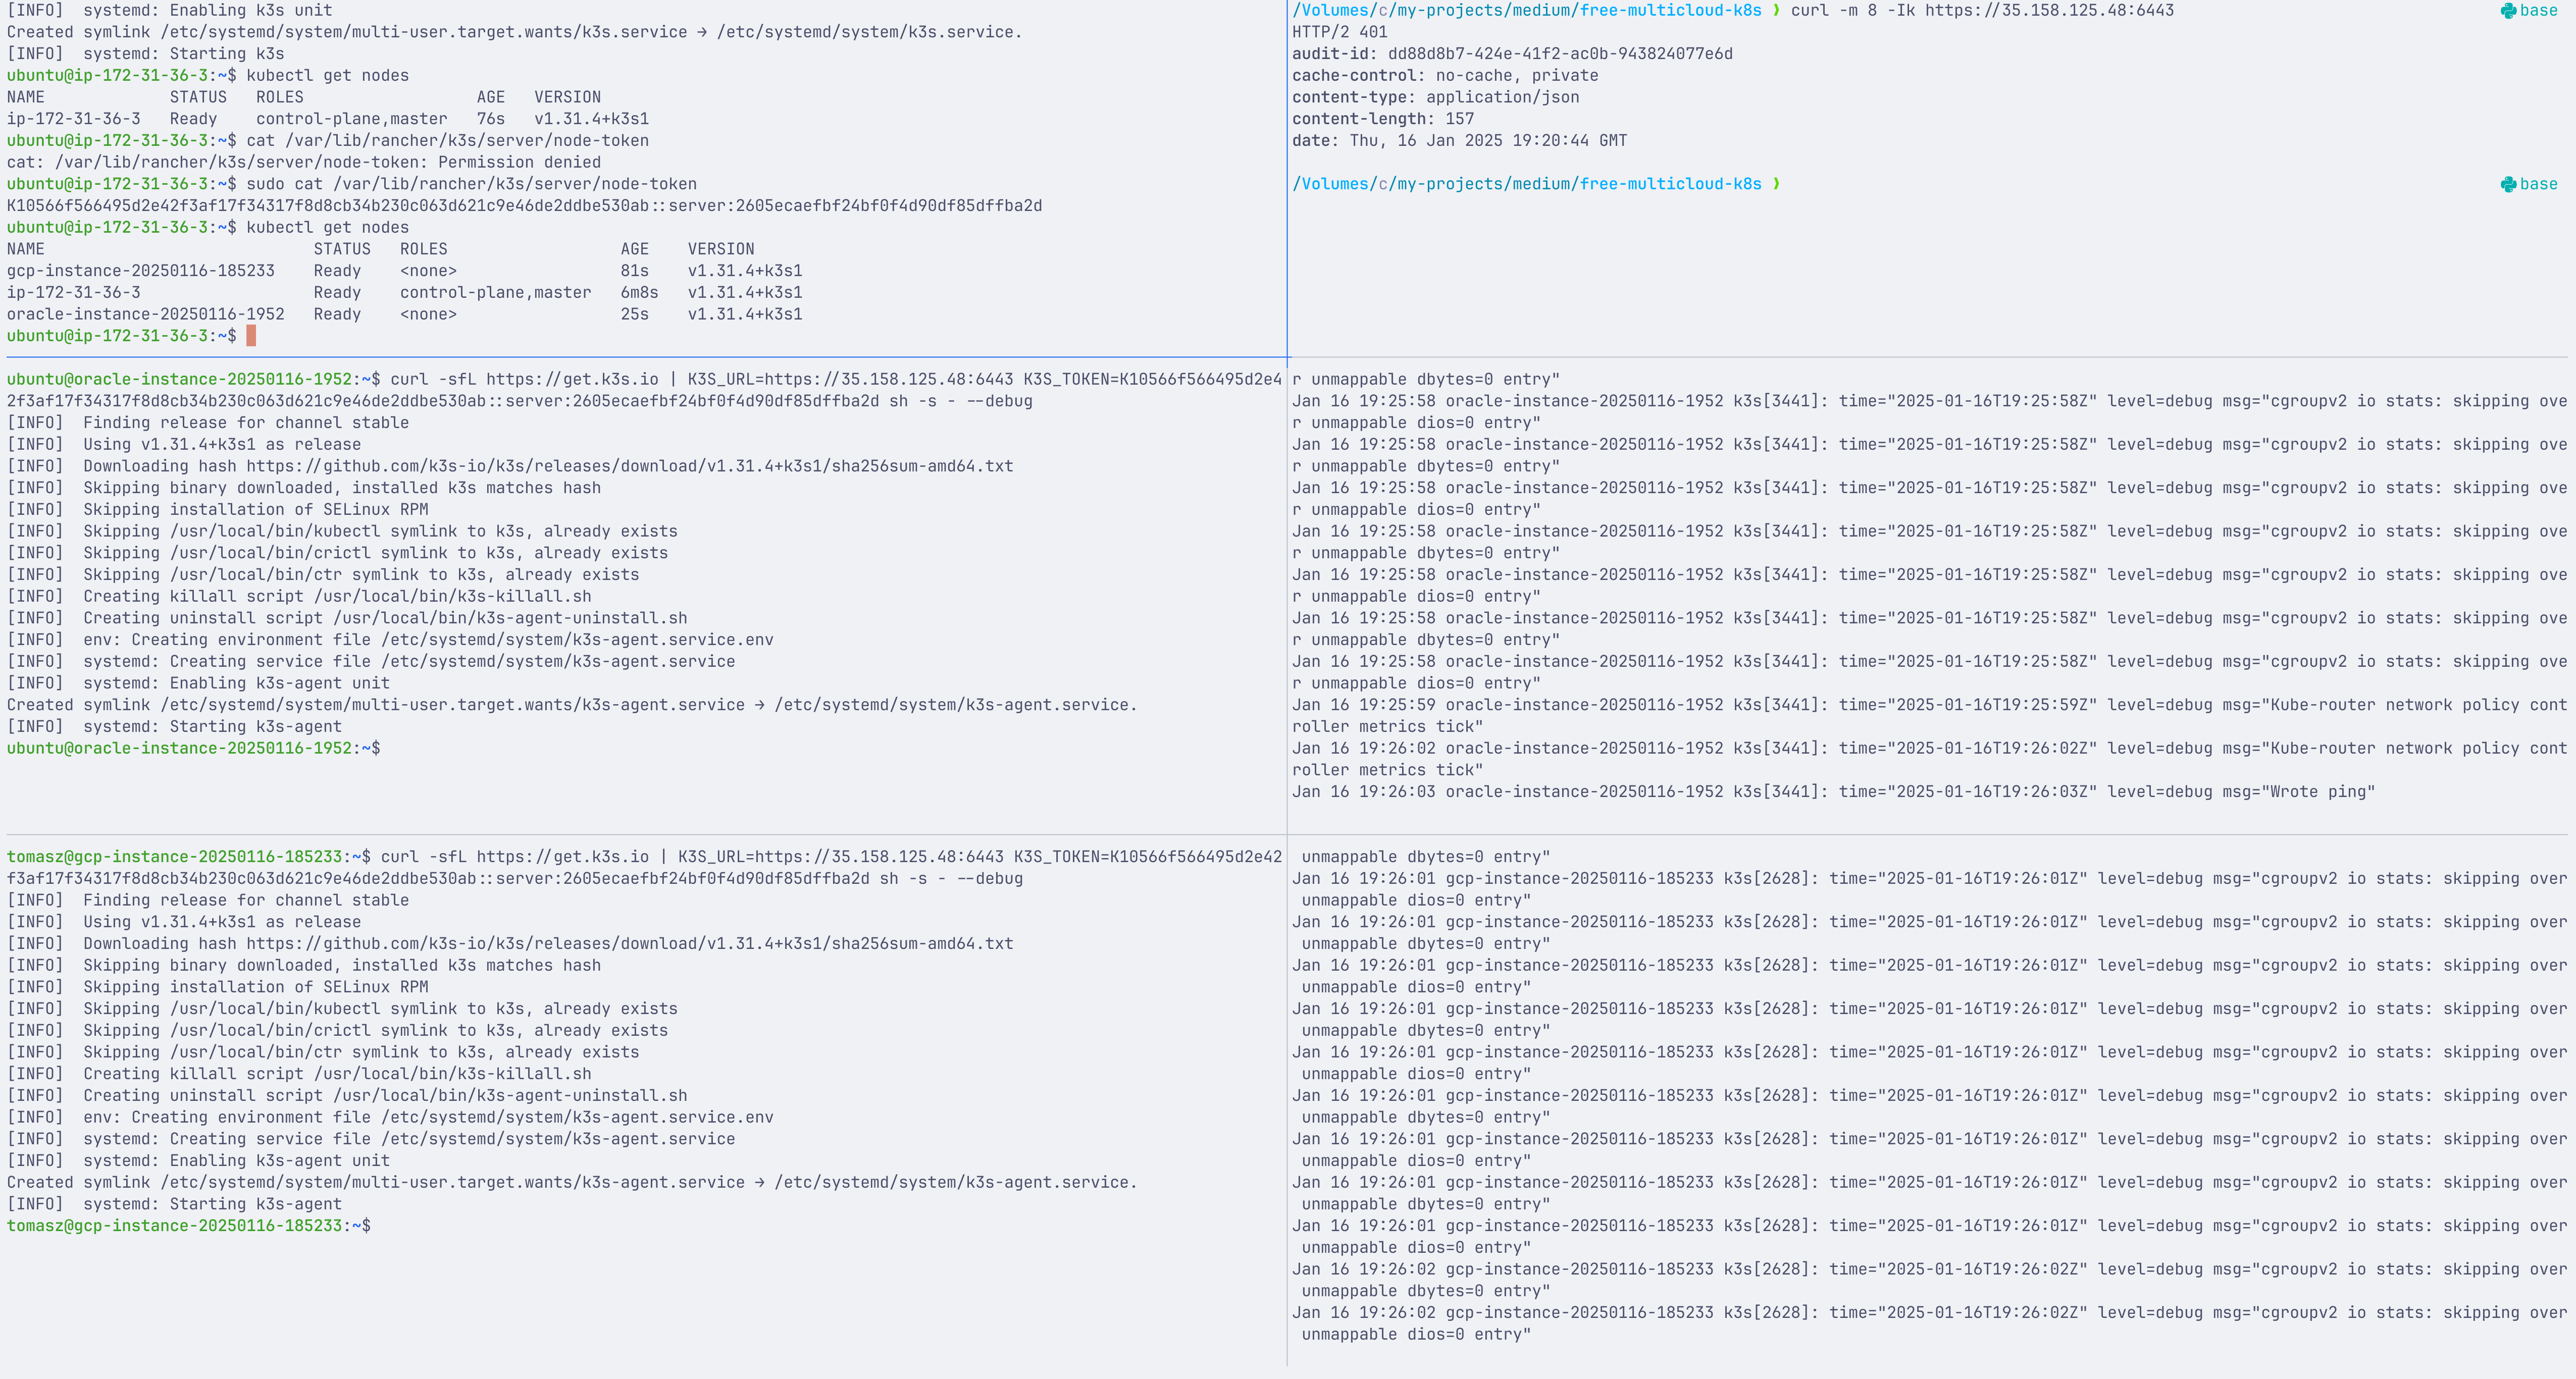 [INFO]  systemd: Enabling k3s unit
Created symlink /etc/systemd/system/multi-user.target.wants/k3s.service → /etc/systemd/system/k3s.service.
[INFO]  systemd: Starting k3s
ubuntu@ip-172-31-36-3:~$ kubectl get nodes
NAME             STATUS   ROLES                  AGE   VERSION
ip-172-31-36-3   Ready    control-plane,master   76s   v1.31.4+k3s1
ubuntu@ip-172-31-36-3:~$ cat /var/lib/rancher/k3s/server/node-token
cat: /var/lib/rancher/k3s/server/node-token: Permission denied
ubuntu@ip-172-31-36-3:~$ sudo cat /var/lib/rancher/k3s/server/node-token
K10566f566495d2e42f3af17f34317f8d8cb34b230c063d621c9e46de2ddbe530ab::server:2605ecaefbf24bf0f4d90df85dffba2d
ubuntu@ip-172-31-36-3:~$ kubectl get nodes
NAME                            STATUS   ROLES                  AGE    VERSION
gcp-instance-20250116-185233    Ready    <none>                 81s    v1.31.4+k3s1
ip-172-31-36-3                  Ready    control-plane,master   6m8s   v1.31.4+k3s1
oracle-instance-20250116-1952   Ready    <none>                 25s    v1.31.4+k3s1
ubuntu@ip-172-31-36-3:~$
/Volumes/c/my-projects/medium/free-multicloud-k8s ❯ curl -m 8 -Ik https://35.158.125.48:6443 base
HTTP/2 401
audit-id: dd88d8b7-424e-41f2-ac0b-943824077e6d
cache-control: no-cache, private
content-type: application/json
content-length: 157
date: Thu, 16 Jan 2025 19:20:44 GMT
/Volumes/c/my-projects/medium/free-multicloud-k8s ❯ base
ubuntu@oracle-instance-20250116-1952:~$ curl -sfL https://get.k3s.io | K3S_URL=https://35.158.125.48:6443 K3S_TOKEN=K10566f566495d2e4
2f3af17f34317f8d8cb34b230c063d621c9e46de2ddbe530ab::server:2605ecaefbf24bf0f4d90df85dffba2d sh -s - --debug
[INFO]  Finding release for channel stable
[INFO]  Using v1.31.4+k3s1 as release
[INFO]  Downloading hash https://github.com/k3s-io/k3s/releases/download/v1.31.4+k3s1/sha256sum-amd64.txt
[INFO]  Skipping binary downloaded, installed k3s matches hash
[INFO]  Skipping installation of SELinux RPM
[INFO]  Skipping /usr/local/bin/kubectl symlink to k3s, already exists
[INFO]  Skipping /usr/local/bin/crictl symlink to k3s, already exists
[INFO]  Skipping /usr/local/bin/ctr symlink to k3s, already exists
[INFO]  Creating killall script /usr/local/bin/k3s-killall.sh
[INFO]  Creating uninstall script /usr/local/bin/k3s-agent-uninstall.sh
[INFO]  env: Creating environment file /etc/systemd/system/k3s-agent.service.env
[INFO]  systemd: Creating service file /etc/systemd/system/k3s-agent.service
[INFO]  systemd: Enabling k3s-agent unit
Created symlink /etc/systemd/system/multi-user.target.wants/k3s-agent.service → /etc/systemd/system/k3s-agent.service.
[INFO]  systemd: Starting k3s-agent
ubuntu@oracle-instance-20250116-1952:~$
r unmappable dbytes=0 entry"
Jan 16 19:25:58 oracle-instance-20250116-1952 k3s[3441]: time="2025-01-16T19:25:58Z" level=debug msg="cgroupv2 io stats: skipping ove
r unmappable dios=0 entry"
Jan 16 19:25:58 oracle-instance-20250116-1952 k3s[3441]: time="2025-01-16T19:25:58Z" level=debug msg="cgroupv2 io stats: skipping ove
r unmappable dbytes=0 entry"
Jan 16 19:25:58 oracle-instance-20250116-1952 k3s[3441]: time="2025-01-16T19:25:58Z" level=debug msg="cgroupv2 io stats: skipping ove
r unmappable dios=0 entry"
Jan 16 19:25:58 oracle-instance-20250116-1952 k3s[3441]: time="2025-01-16T19:25:58Z" level=debug msg="cgroupv2 io stats: skipping ove
r unmappable dbytes=0 entry"
Jan 16 19:25:58 oracle-instance-20250116-1952 k3s[3441]: time="2025-01-16T19:25:58Z" level=debug msg="cgroupv2 io stats: skipping ove
r unmappable dios=0 entry"
Jan 16 19:25:58 oracle-instance-20250116-1952 k3s[3441]: time="2025-01-16T19:25:58Z" level=debug msg="cgroupv2 io stats: skipping ove
r unmappable dbytes=0 entry"
Jan 16 19:25:58 oracle-instance-20250116-1952 k3s[3441]: time="2025-01-16T19:25:58Z" level=debug msg="cgroupv2 io stats: skipping ove
r unmappable dios=0 entry"
Jan 16 19:25:59 oracle-instance-20250116-1952 k3s[3441]: time="2025-01-16T19:25:59Z" level=debug msg="Kube-router network policy cont
roller metrics tick"
Jan 16 19:26:02 oracle-instance-20250116-1952 k3s[3441]: time="2025-01-16T19:26:02Z" level=debug msg="Kube-router network policy cont
roller metrics tick"
Jan 16 19:26:03 oracle-instance-20250116-1952 k3s[3441]: time="2025-01-16T19:26:03Z" level=debug msg="Wrote ping"
tomasz@gcp-instance-20250116-185233:~$ curl -sfL https://get.k3s.io | K3S_URL=https://35.158.125.48:6443 K3S_TOKEN=K10566f566495d2e42
f3af17f34317f8d8cb34b230c063d621c9e46de2ddbe530ab::server:2605ecaefbf24bf0f4d90df85dffba2d sh -s - --debug
[INFO]  Finding release for channel stable
[INFO]  Using v1.31.4+k3s1 as release
[INFO]  Downloading hash https://github.com/k3s-io/k3s/releases/download/v1.31.4+k3s1/sha256sum-amd64.txt
[INFO]  Skipping binary downloaded, installed k3s matches hash
[INFO]  Skipping installation of SELinux RPM
[INFO]  Skipping /usr/local/bin/kubectl symlink to k3s, already exists
[INFO]  Skipping /usr/local/bin/crictl symlink to k3s, already exists
[INFO]  Skipping /usr/local/bin/ctr symlink to k3s, already exists
[INFO]  Creating killall script /usr/local/bin/k3s-killall.sh
[INFO]  Creating uninstall script /usr/local/bin/k3s-agent-uninstall.sh
[INFO]  env: Creating environment file /etc/systemd/system/k3s-agent.service.env
[INFO]  systemd: Creating service file /etc/systemd/system/k3s-agent.service
[INFO]  systemd: Enabling k3s-agent unit
Created symlink /etc/systemd/system/multi-user.target.wants/k3s-agent.service → /etc/systemd/system/k3s-agent.service.
[INFO]  systemd: Starting k3s-agent
tomasz@gcp-instance-20250116-185233:~$
unmappable dbytes=0 entry"
Jan 16 19:26:01 gcp-instance-20250116-185233 k3s[2628]: time="2025-01-16T19:26:01Z" level=debug msg="cgroupv2 io stats: skipping over
unmappable dios=0 entry"
Jan 16 19:26:01 gcp-instance-20250116-185233 k3s[2628]: time="2025-01-16T19:26:01Z" level=debug msg="cgroupv2 io stats: skipping over
unmappable dbytes=0 entry"
Jan 16 19:26:01 gcp-instance-20250116-185233 k3s[2628]: time="2025-01-16T19:26:01Z" level=debug msg="cgroupv2 io stats: skipping over
unmappable dios=0 entry"
Jan 16 19:26:01 gcp-instance-20250116-185233 k3s[2628]: time="2025-01-16T19:26:01Z" level=debug msg="cgroupv2 io stats: skipping over
unmappable dbytes=0 entry"
Jan 16 19:26:01 gcp-instance-20250116-185233 k3s[2628]: time="2025-01-16T19:26:01Z" level=debug msg="cgroupv2 io stats: skipping over
unmappable dios=0 entry"
Jan 16 19:26:01 gcp-instance-20250116-185233 k3s[2628]: time="2025-01-16T19:26:01Z" level=debug msg="cgroupv2 io stats: skipping over
unmappable dbytes=0 entry"
Jan 16 19:26:01 gcp-instance-20250116-185233 k3s[2628]: time="2025-01-16T19:26:01Z" level=debug msg="cgroupv2 io stats: skipping over
unmappable dios=0 entry"
Jan 16 19:26:01 gcp-instance-20250116-185233 k3s[2628]: time="2025-01-16T19:26:01Z" level=debug msg="cgroupv2 io stats: skipping over
unmappable dbytes=0 entry"
Jan 16 19:26:01 gcp-instance-20250116-185233 k3s[2628]: time="2025-01-16T19:26:01Z" level=debug msg="cgroupv2 io stats: skipping over
unmappable dios=0 entry"
Jan 16 19:26:02 gcp-instance-20250116-185233 k3s[2628]: time="2025-01-16T19:26:02Z" level=debug msg="cgroupv2 io stats: skipping over
unmappable dbytes=0 entry"
Jan 16 19:26:02 gcp-instance-20250116-185233 k3s[2628]: time="2025-01-16T19:26:02Z" level=debug msg="cgroupv2 io stats: skipping over
unmappable dios=0 entry"